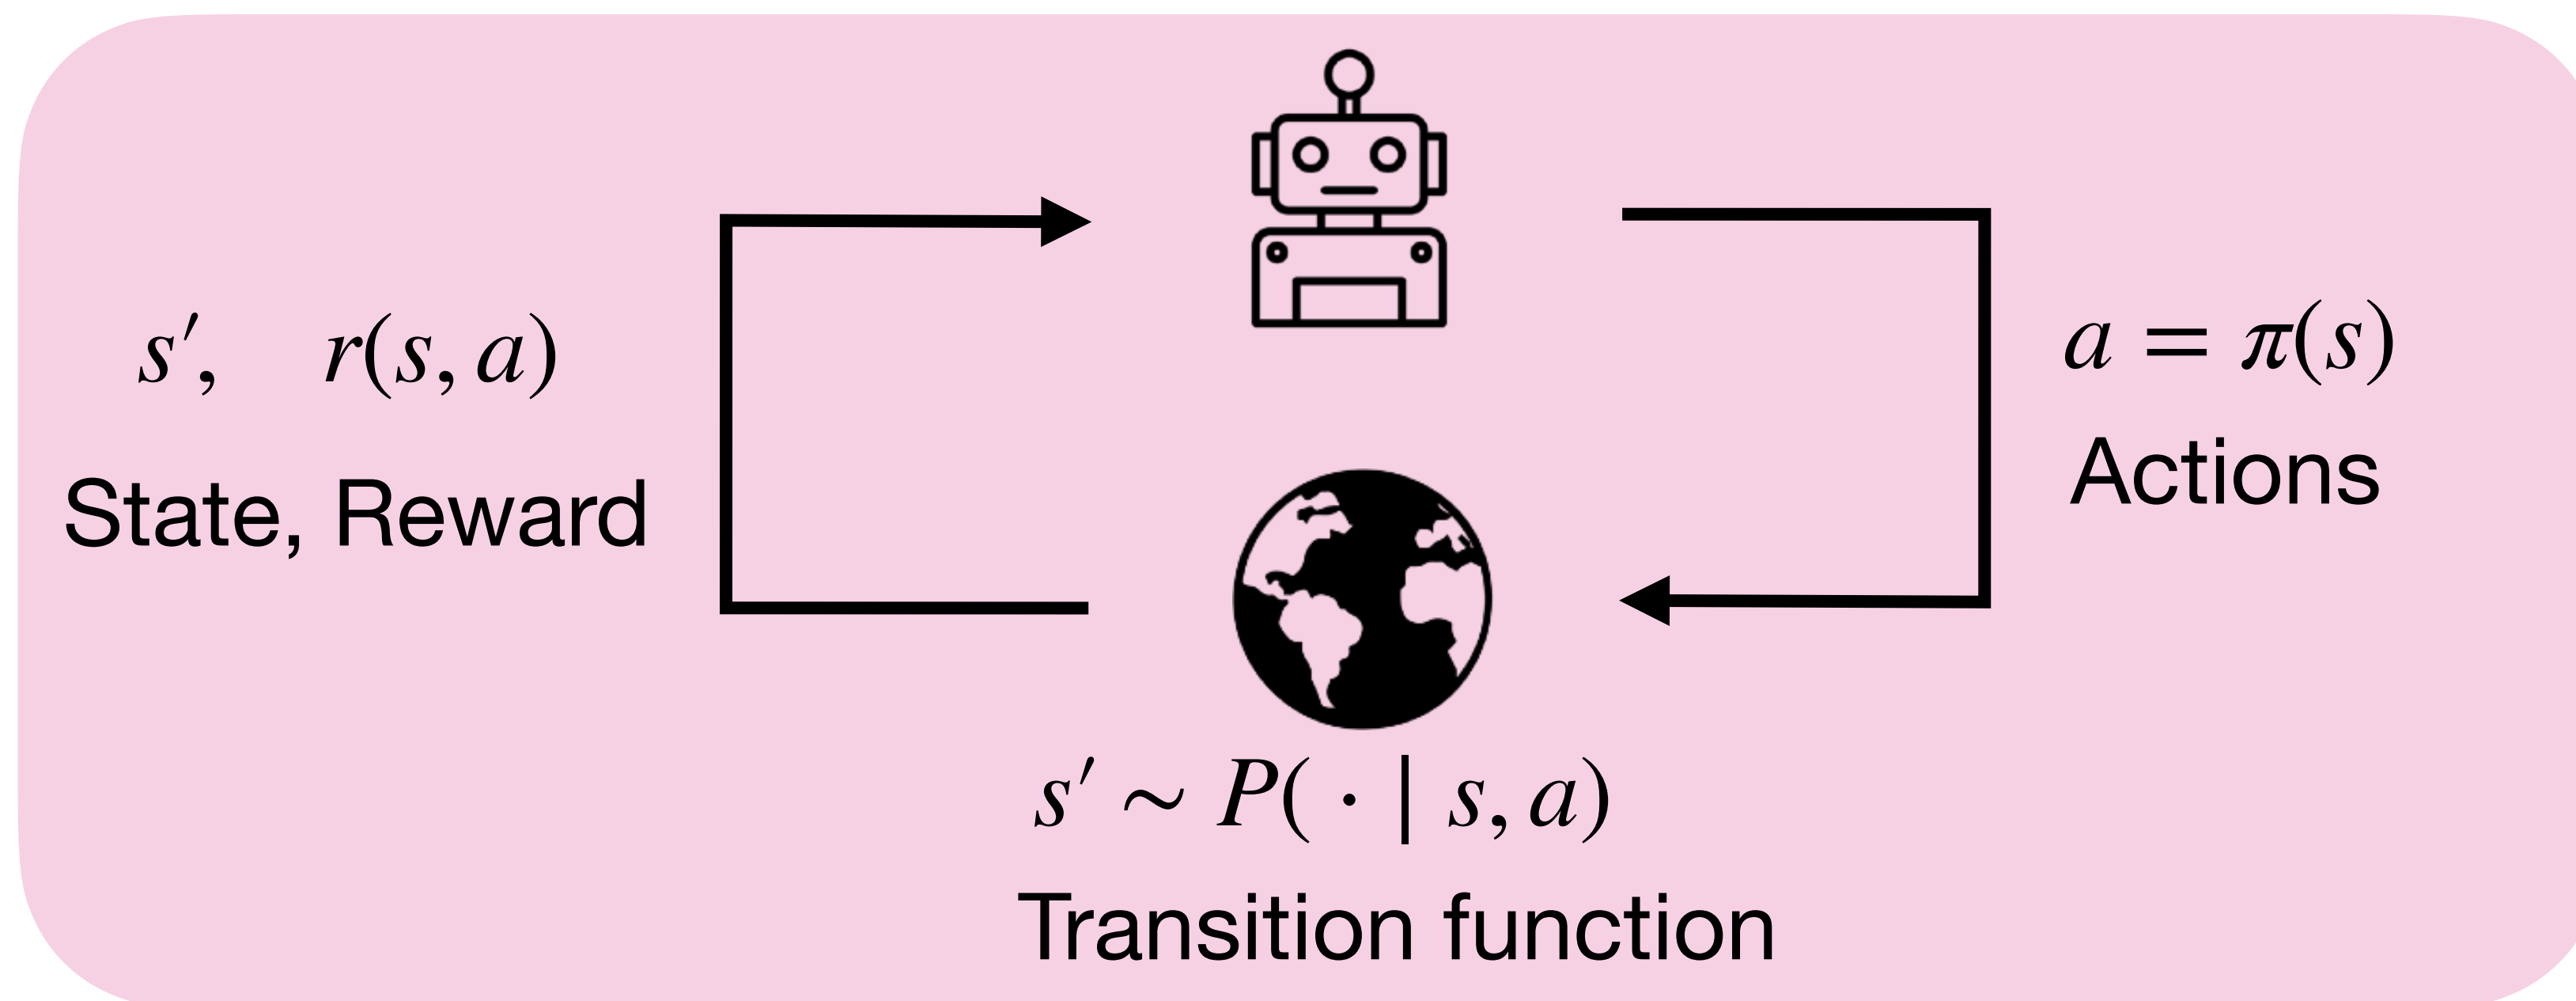 s′, r(s, a)
State, Reward
a = π(s)
Actions
s′ ∼ P( · | s, a)
Transition function